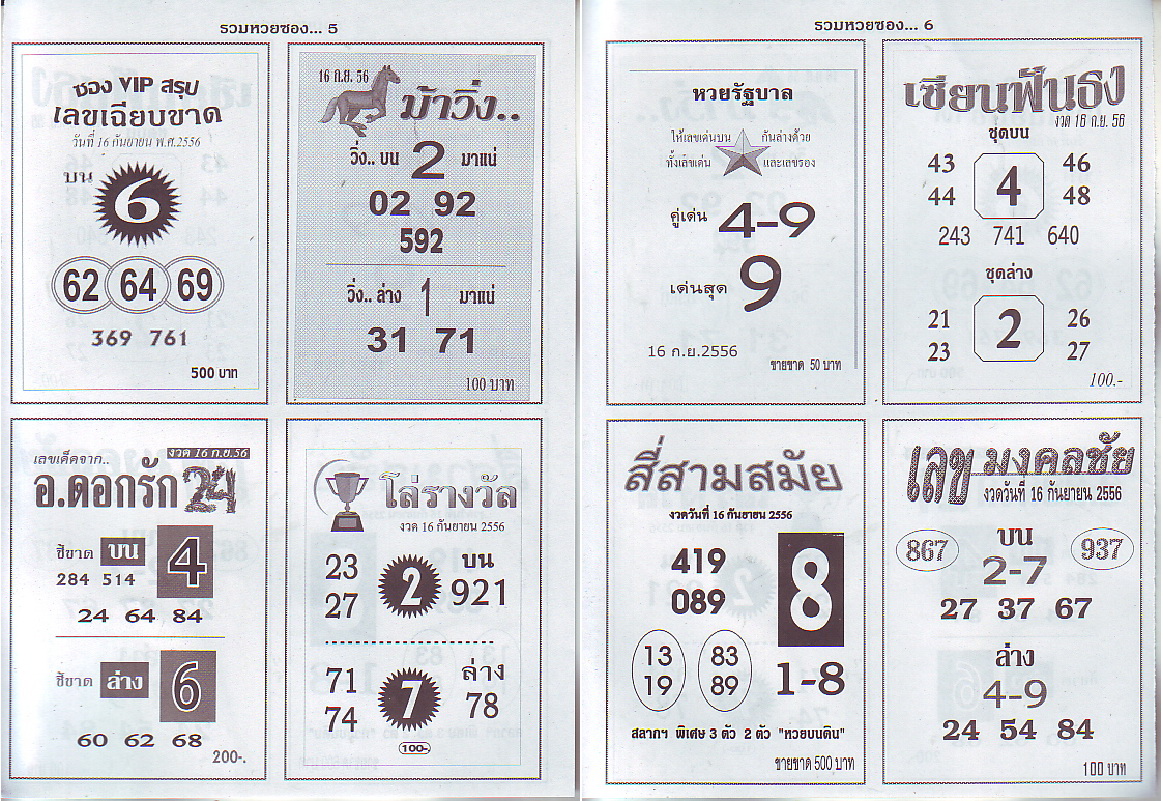 รวมหวยซอง... 5
ซอง VIP สรุป
เลขเฉียบขาด
วันที่ 16 กันยายน พ.ศ.2556
บน
6
62 64 69
369 761
500 บาท
16 ก.ย. 56
ม้าวิ่ง..
วิ่ง.. บน 2 มาแน่
02 92
592
วิ่ง.. ล่าง 1 มาแน่
31 71
100 บาท
เลขเด็ดจาก..
งวด 16 ก.ย.56
อ.ดอกรัก 24
ชี้ขาด บน 4
284 514
24 64 84
ชี้ขาด ล่าง 6
60 62 68
200-.
โล่รางวัล
งวด 16 กันยายน 2556
23 2 บน
27 921
71 7 ล่าง
74 78
100-
รวมหวยซอง... 6
หวยรัฐบาล
ให้เลขเด่นบน กันล่างด้วย
ทั้งเลขเด่น และเลขรอง
คู่เด่น 4-9
เด่นสุด 9
16 ก.ย.2556
ขายขาด 50 บาท
เซียนฟันธง
งวด 16 ก.ย. 56
ชุดบน
43 4 46
44 48
243 741 640
ชุดล่าง
21 2 26
23 27
100.-
สี่สามสมัย
งวดวันที่ 16 กันยายน 2556
419 8
089
13 83
19 89
1-8
สลากฯ พิเศษ 3 ตัว 2 ตัว "หวยบนดิน"
ขายขาด 500 บาท
เลข มงคลชัย
งวดวันที่ 16 กันยายน 2556
867 บน 937
2-7
27 37 67
ล่าง
4-9
24 54 84
100 บาท